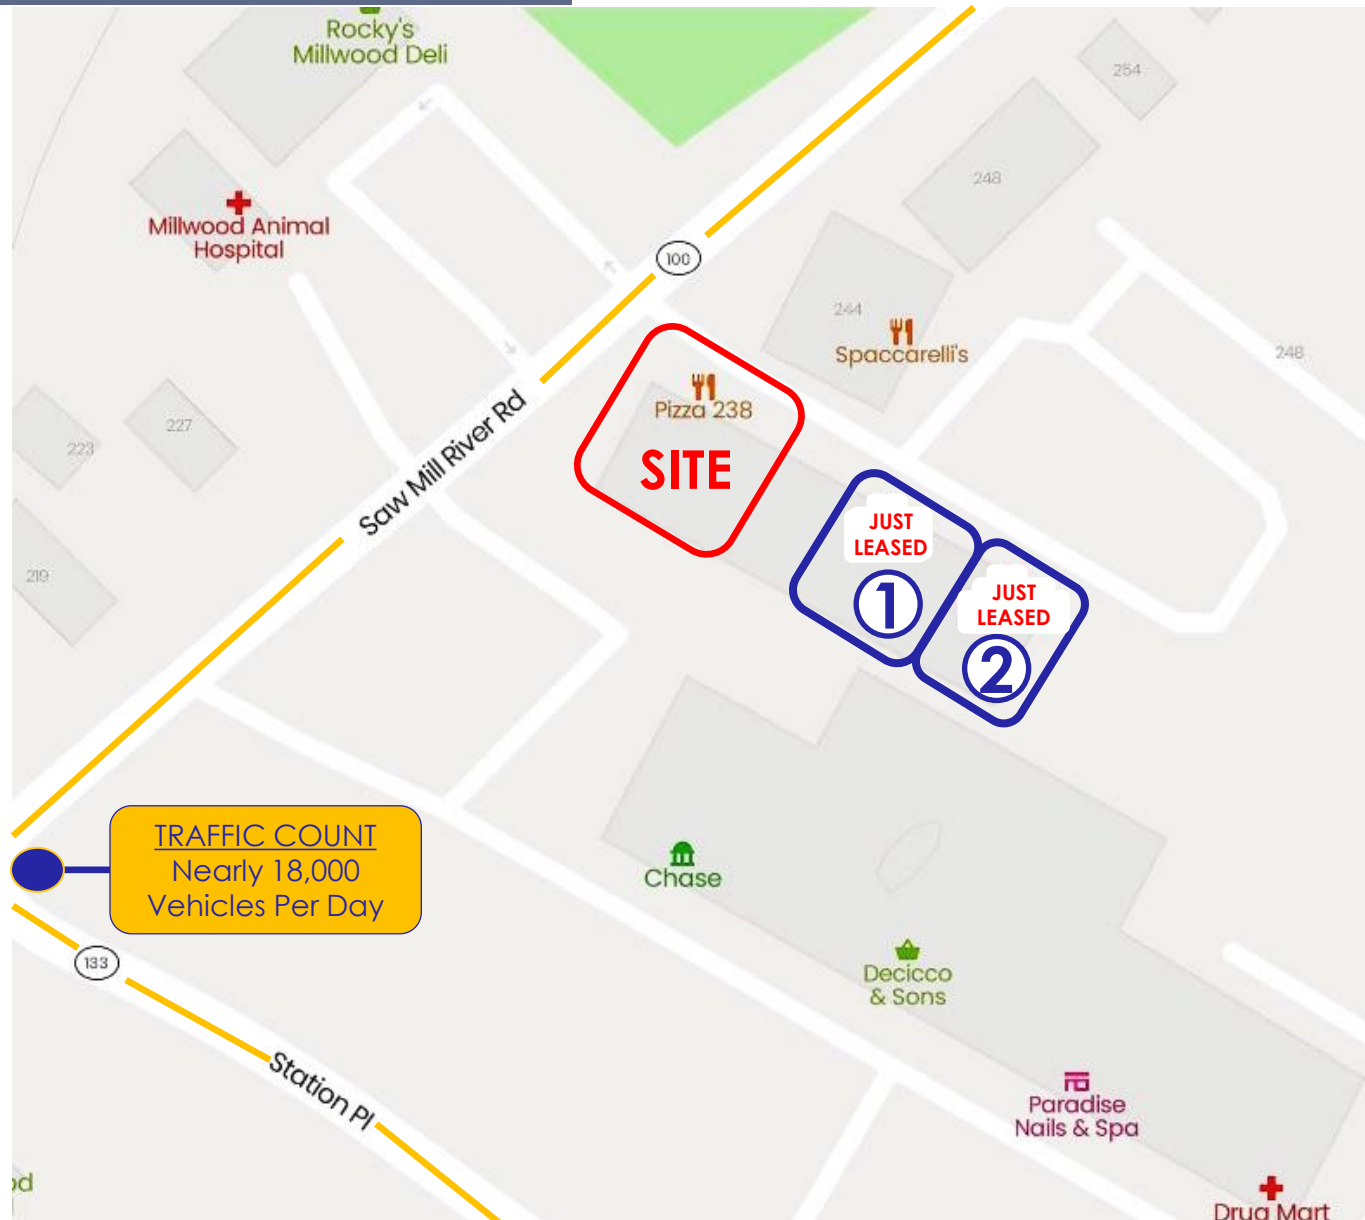 Rocky's
Millwood Deli
254
248
Millwood Animal
Hospital
100
244
Spaccarelli's
248
Pizza 238
SITE
227
223
Saw Mill River Rd
JUST
LEASED
1
JUST
LEASED
2
219
TRAFFIC COUNT
Nearly 18,000
Vehicles Per Day
Chase
133
Decicco
& Sons
Station Pl
Paradise
Nails & Spa
Drug Mart